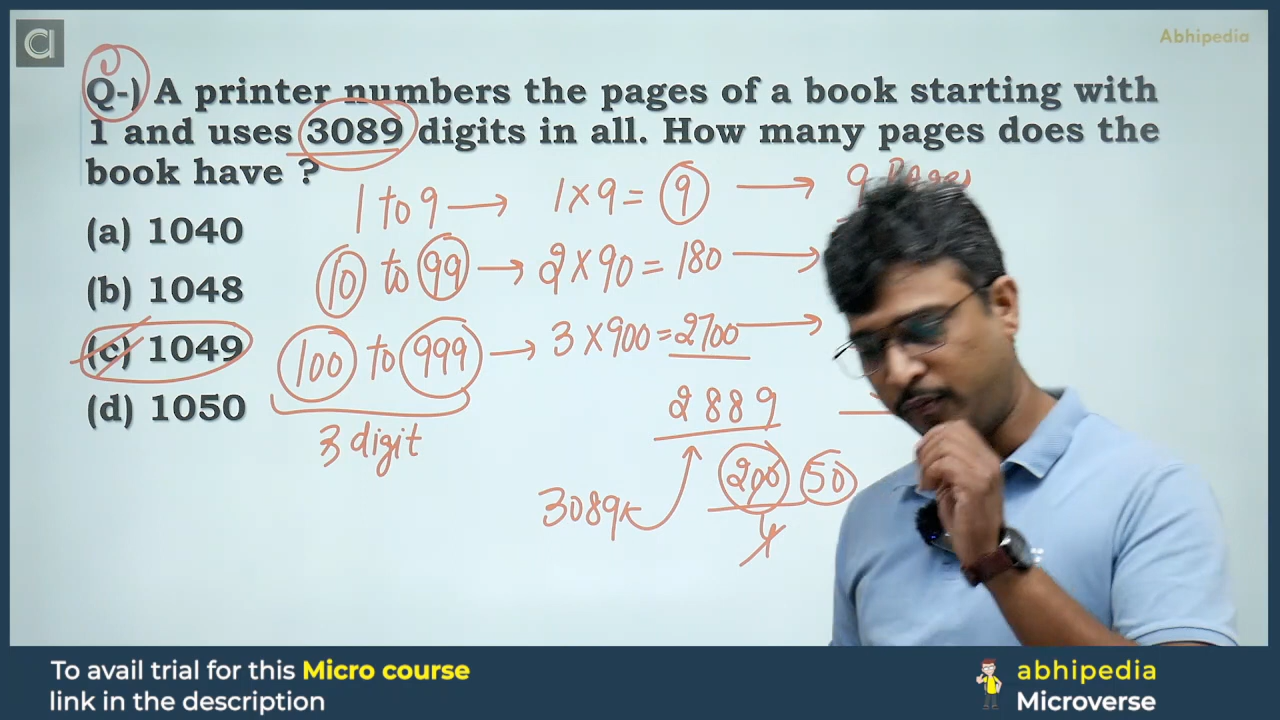 Abhipedia
Q-) A printer numbers the pages of a book starting with
1 and uses 3089 digits in all. How many pages does the
book have ?
(a) 1040
(b) 1048
(c) 1049
(d) 1050
1 to 9 → 1 × 9 = 9 → 9 Pages
10 to 99 → 2 × 90 = 180 →
100 to 999 → 3 × 900 = 2700 →
3 digit
2889
200 50
3089
4
To avail trial for this Micro course
link in the description
abhipedia
Microverse